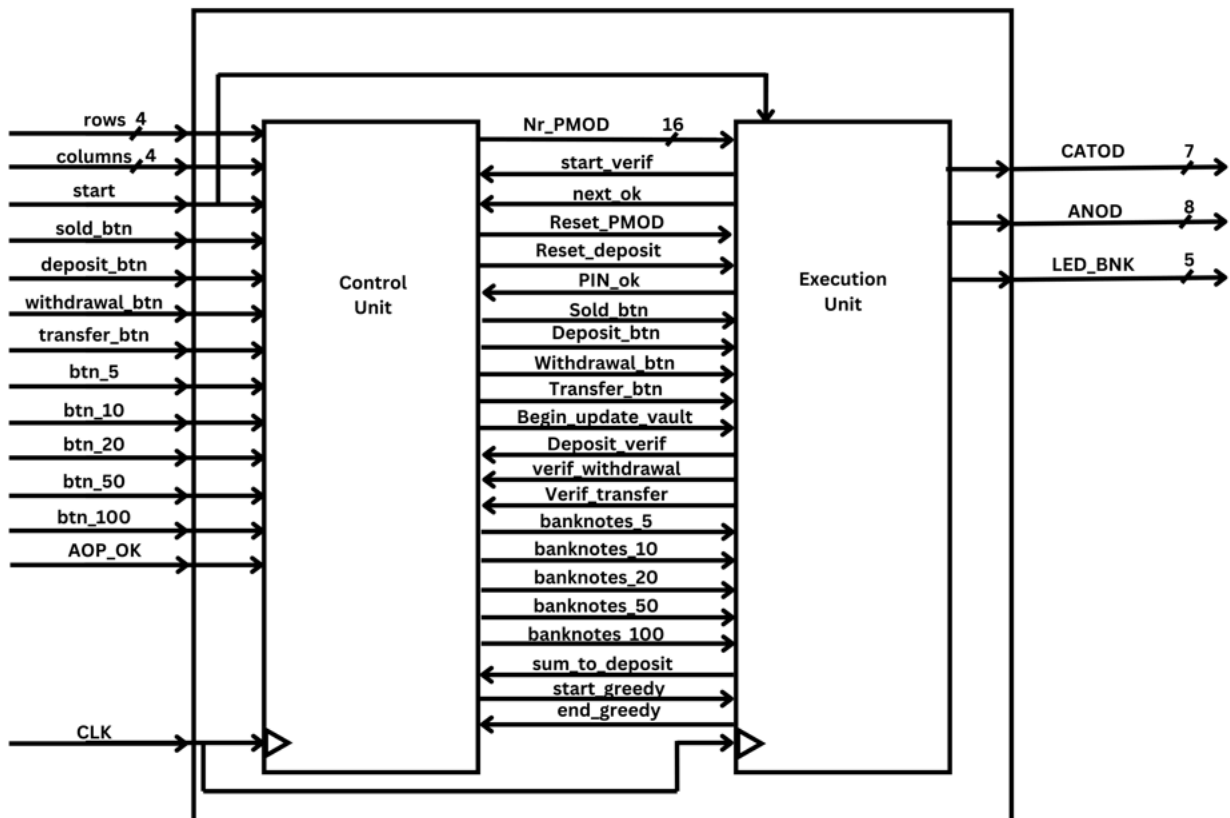 rows 4
columns 4
start
sold_btn
deposit_btn
withdrawal_btn
transfer_btn
btn_5
btn_10
btn_20
btn_50
btn_100
AOP_OK
CLK
Control
Unit
Nr_PMOD 16
start_verif
next_ok
Reset_PMOD
Reset_deposit
PIN_ok
Sold_btn
Deposit_btn
Withdrawal_btn
Transfer_btn
Begin_update_vault
Deposit_verif
verif_withdrawal
Verif_transfer
banknotes_5
banknotes_10
banknotes_20
banknotes_50
banknotes_100
sum_to_deposit
start_greedy
end_greedy
Execution
Unit
CATOD 7
ANOD 8
LED_BNK 5